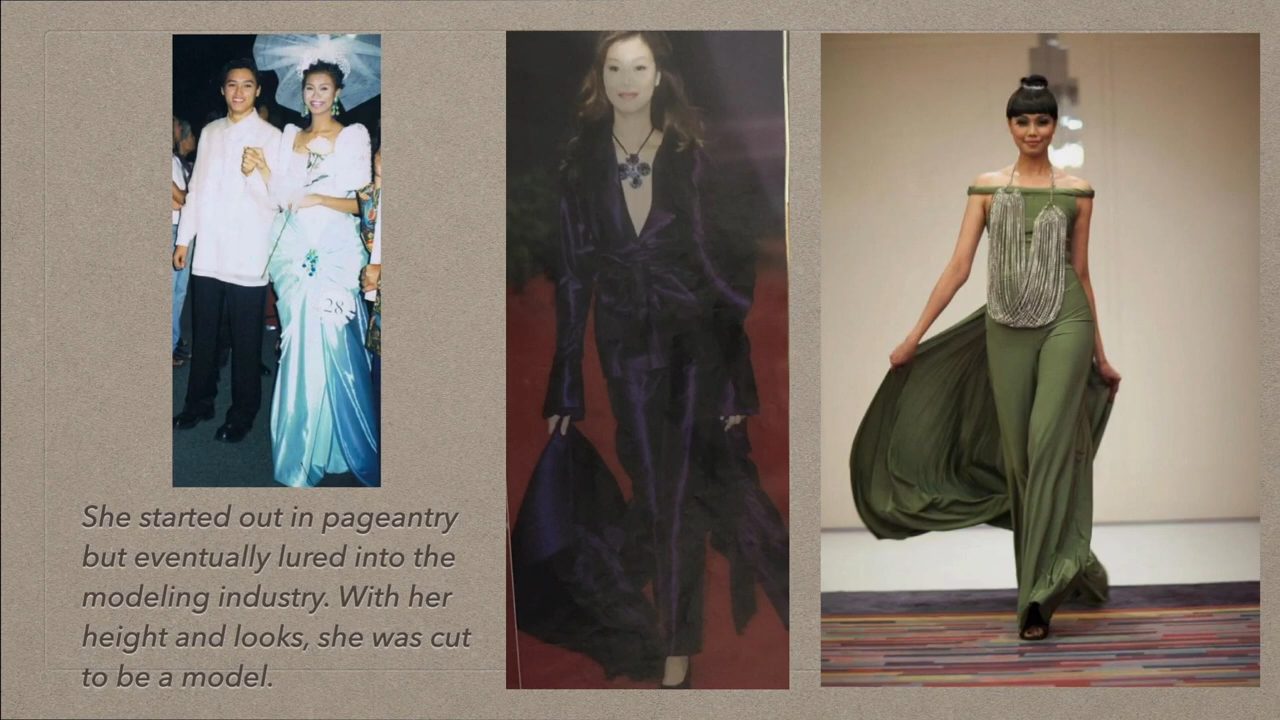 28
She started out in pageantry
but eventually lured into the
modeling industry. With her
height and looks, she was cut
to be a model.